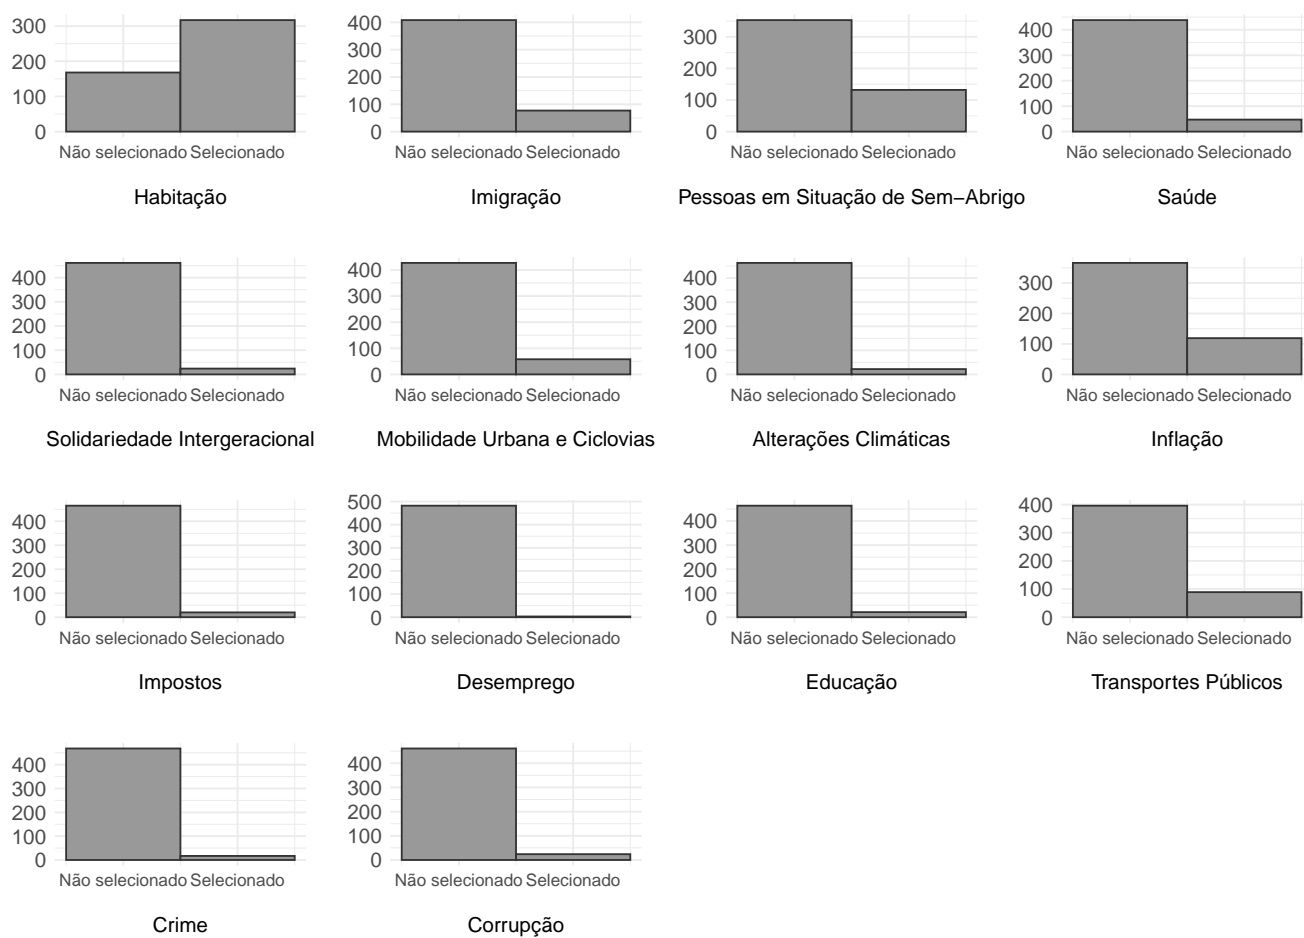 300
200
100
0
Não selecionado Selecionado
Habitação
400
300
200
100
0
Não selecionado Selecionado
Imigração
300
200
100
0
Não selecionado Selecionado
Pessoas em Situação de Sem−Abrigo
400
300
200
100
0
Não selecionado Selecionado
Saúde
400
300
200
100
0
Não selecionado Selecionado
Solidariedade Intergeracional
400
300
200
100
0
Não selecionado Selecionado
Mobilidade Urbana e Ciclovias
400
300
200
100
0
Não selecionado Selecionado
Alterações Climáticas
300
200
100
0
Não selecionado Selecionado
Inflação
400
300
200
100
0
Não selecionado Selecionado
Impostos
500
400
300
200
100
0
Não selecionado Selecionado
Desemprego
400
300
200
100
0
Não selecionado Selecionado
Educação
400
300
200
100
0
Não selecionado Selecionado
Transportes Públicos
400
300
200
100
0
Não selecionado Selecionado
Crime
400
300
200
100
0
Não selecionado Selecionado
Corrupção